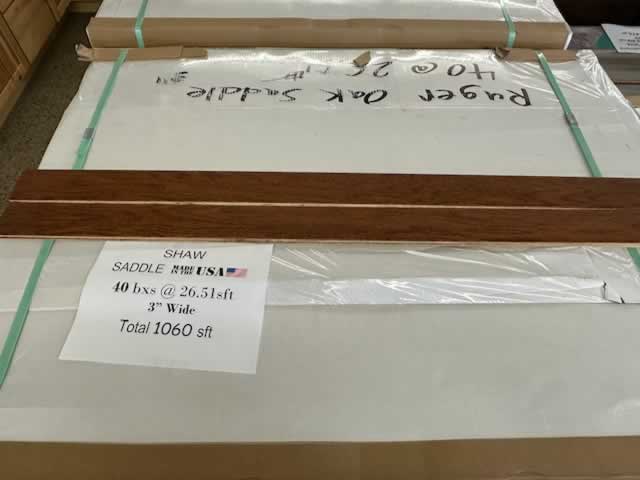 Ruger Oak Saddle
40 @ 26
SHAW
SADDLE MADE IN THE USA
40 bxs @ 26.51sft
3” Wide
Total 1060 sft